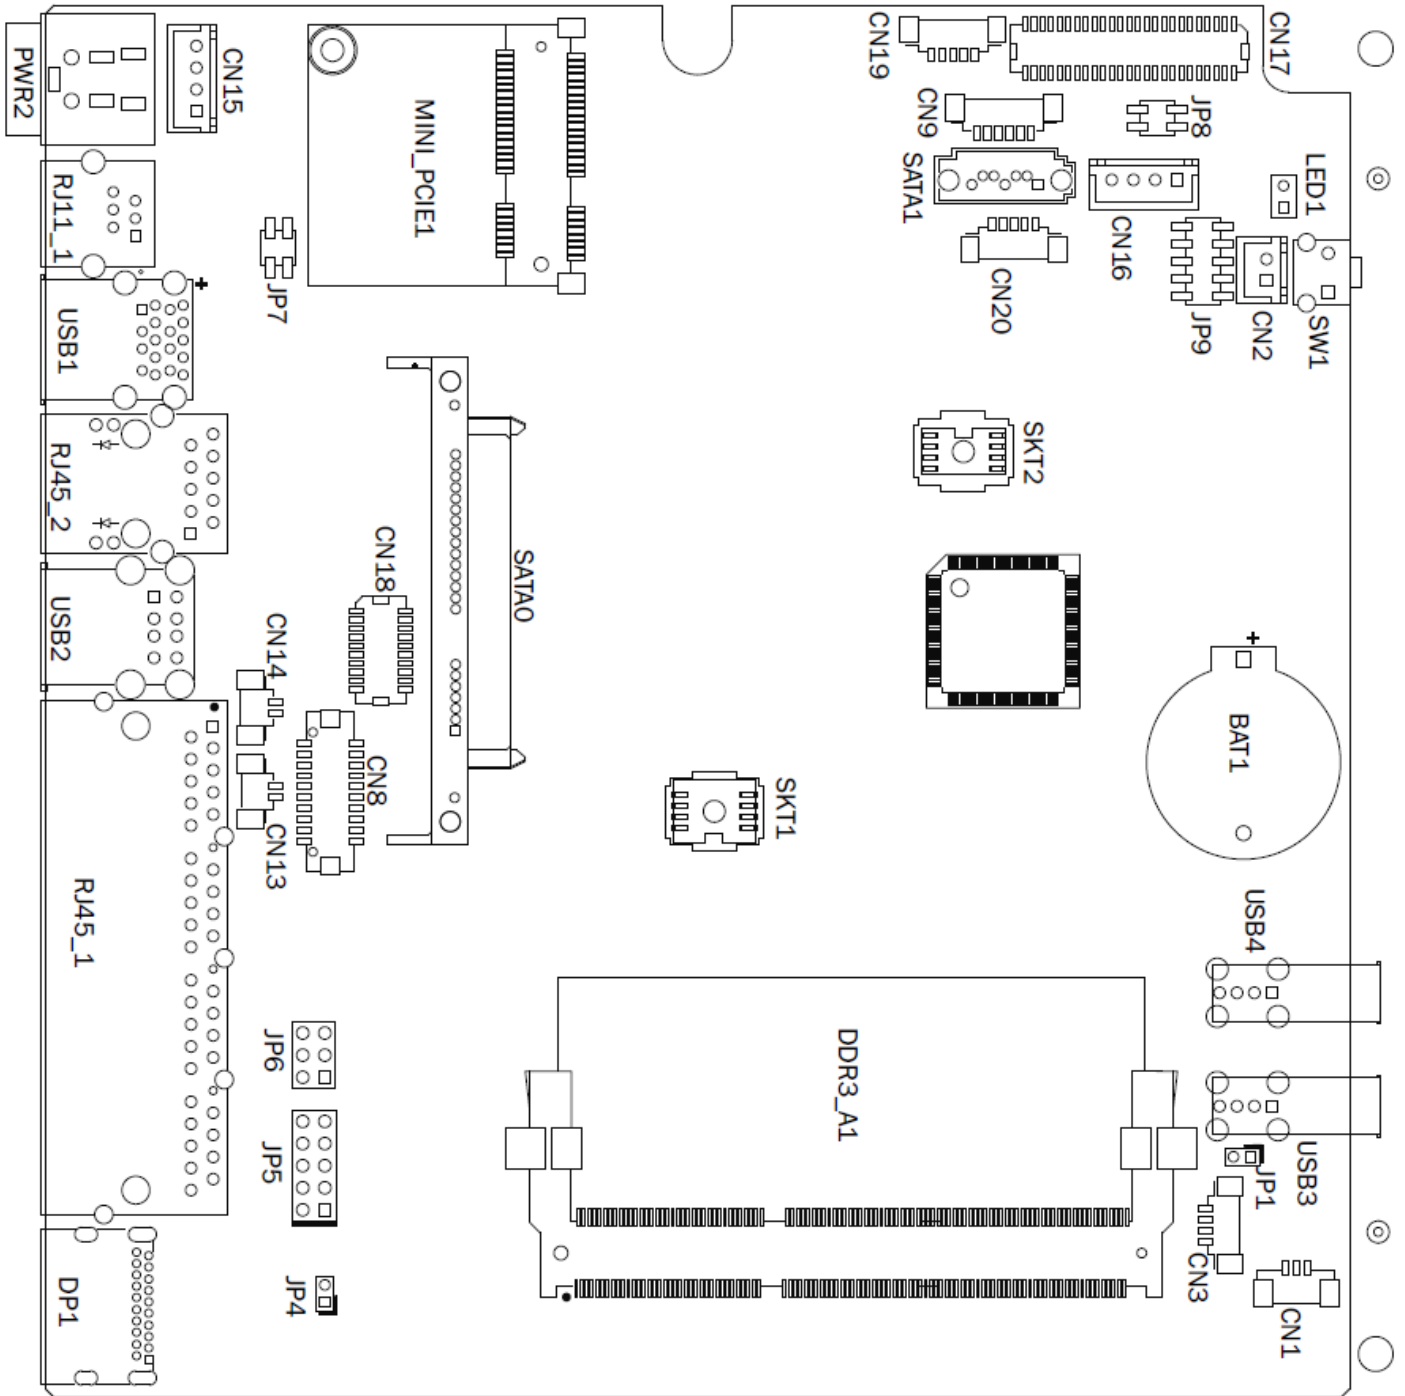 PWR2
CN15
MINI_PCIE1
CN19
CN17
CN9
JP8
SATA1
LED1
RJ11_1
CN16
CN20
JP7
JP9
CN2
SW1
USB1
RJ45_2
SKT2
CN18
SATA0
USB2
CN14
+
+
BAT1
CN8
SKT1
CN13
RJ45_1
USB4
JP6
DDR3_A1
JP5
JP1
USB3
DP1
JP4
CN3
CN1